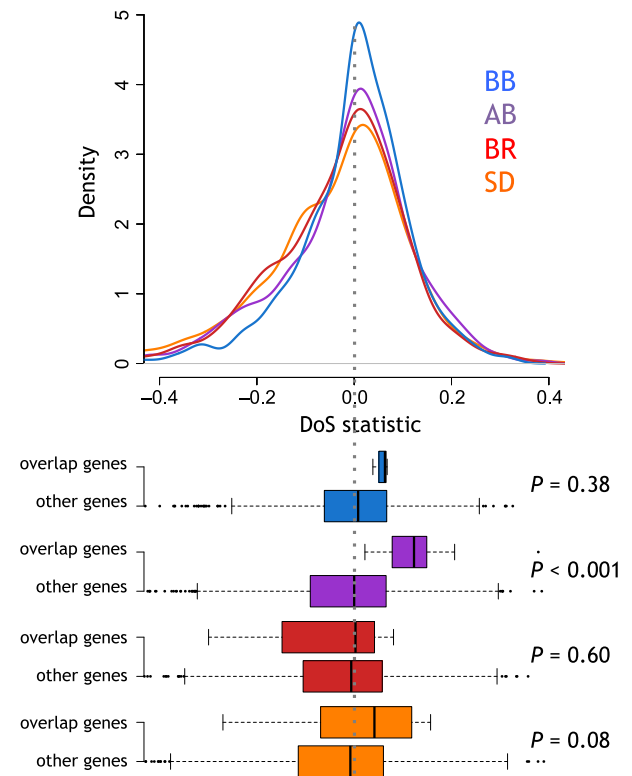 5
4
3
2
1
0
Density
BB
AB
BR
SD
−0.4 −0.2 0.0 0.2 0.4
DoS statistic
overlap genes
other genes
P = 0.38
overlap genes
other genes
P < 0.001
overlap genes
other genes
P = 0.60
overlap genes
other genes
P = 0.08